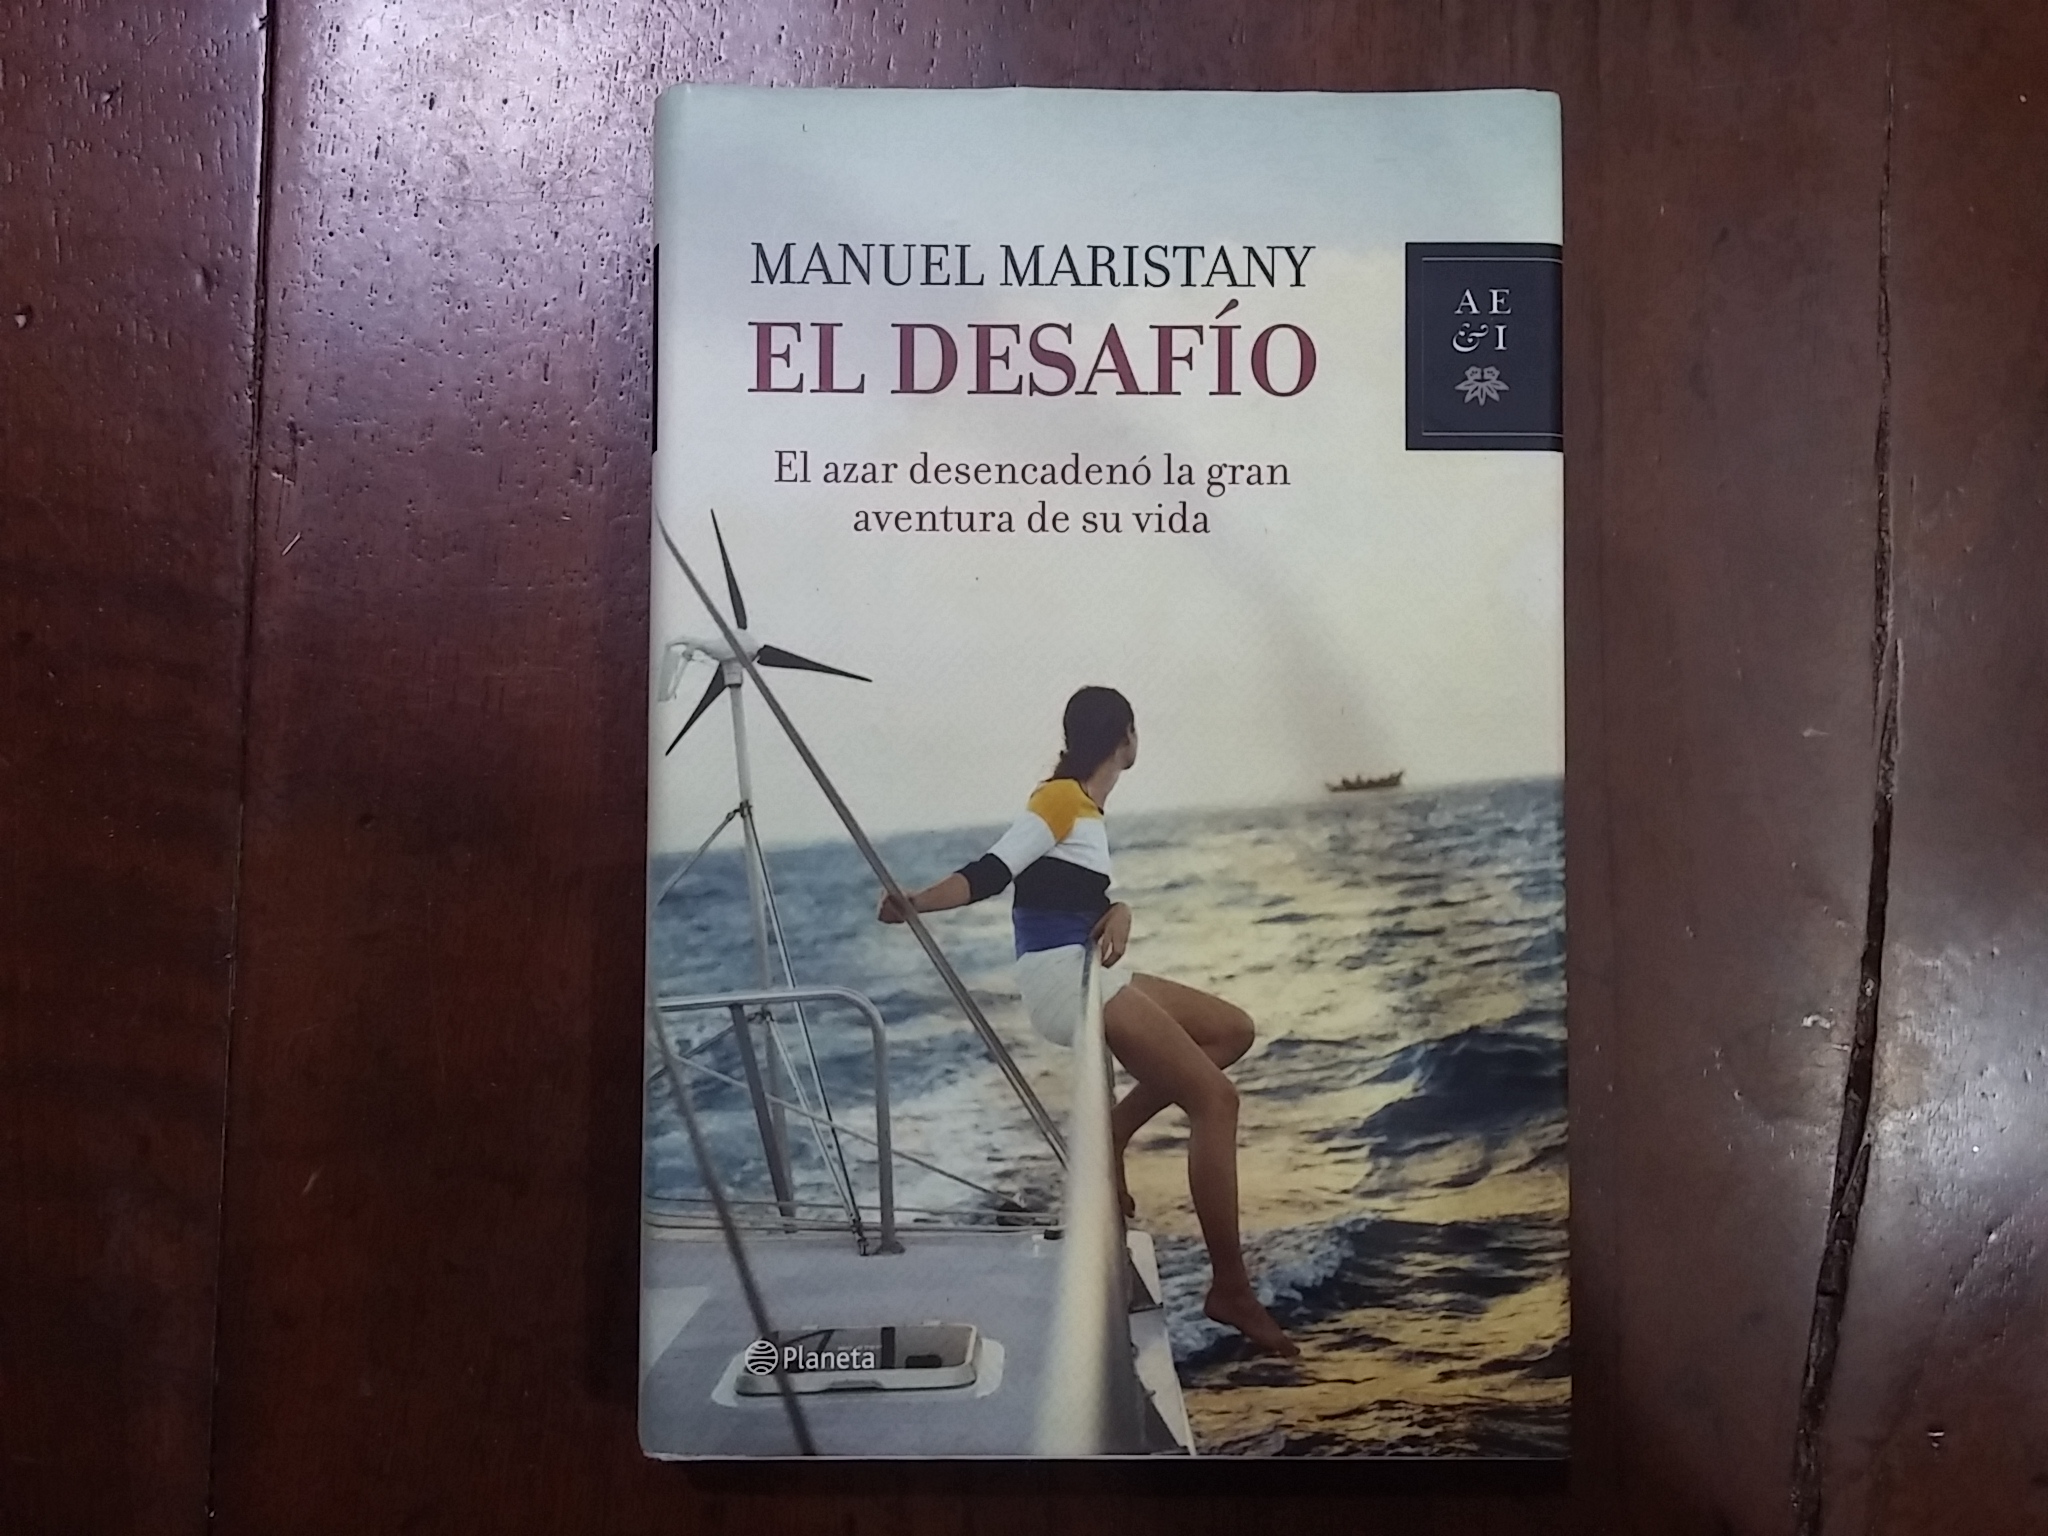 MANUEL MARISTANY
EL DESAFÍO
El azar desencadenó la gran
aventura de su vida
A E
& I
Planeta